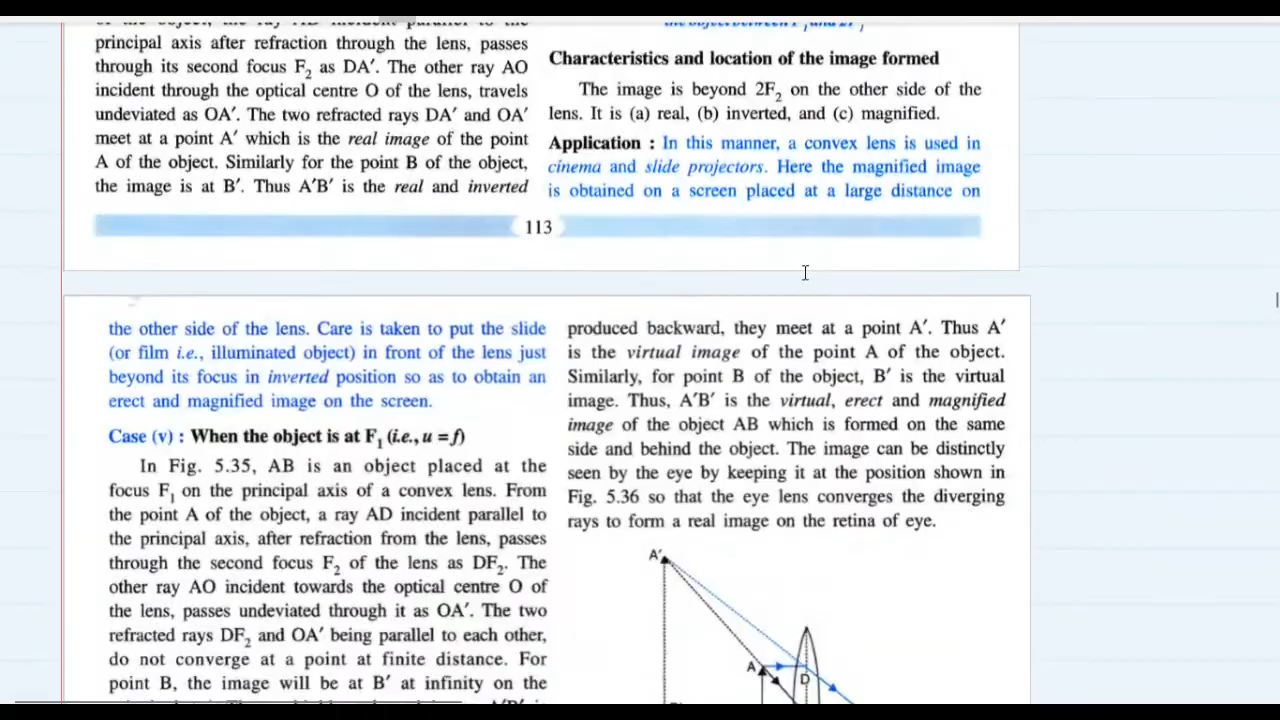 principal axis after refraction through the lens, passes
through its second focus F₂ as DA′. The other ray AO
incident through the optical centre O of the lens, travels
undeviated as OA′. The two refracted rays DA′ and OA′
meet at a point A′ which is the real image of the point
A of the object. Similarly for the point B of the object,
the image is at B′. Thus A′B′ is the real and inverted
Characteristics and location of the image formed
The image is beyond 2F₂ on the other side of the
lens. It is (a) real, (b) inverted, and (c) magnified.
Application : In this manner, a convex lens is used in
cinema and slide projectors. Here the magnified image
is obtained on a screen placed at a large distance on
113
the other side of the lens. Care is taken to put the slide
(or film i.e., illuminated object) in front of the lens just
beyond its focus in inverted position so as to obtain an
erect and magnified image on the screen.
Case (v) : When the object is at F₁ (i.e., u = f)
In Fig. 5.35, AB is an object placed at the
focus F₁ on the principal axis of a convex lens. From
the point A of the object, a ray AD incident parallel to
the principal axis, after refraction from the lens, passes
through the second focus F₂ of the lens as DF₂. The
other ray AO incident towards the optical centre O of
the lens, passes undeviated through it as OA′. The two
refracted rays DF₂ and OA′ being parallel to each other,
do not converge at a point at finite distance. For
point B, the image will be at B′ at infinity on the
produced backward, they meet at a point A′. Thus A′
is the virtual image of the point A of the object.
Similarly, for point B of the object, B′ is the virtual
image. Thus, A′B′ is the virtual, erect and magnified
image of the object AB which is formed on the same
side and behind the object. The image can be distinctly
seen by the eye by keeping it at the position shown in
Fig. 5.36 so that the eye lens converges the diverging
rays to form a real image on the retina of eye.
A′
A
D